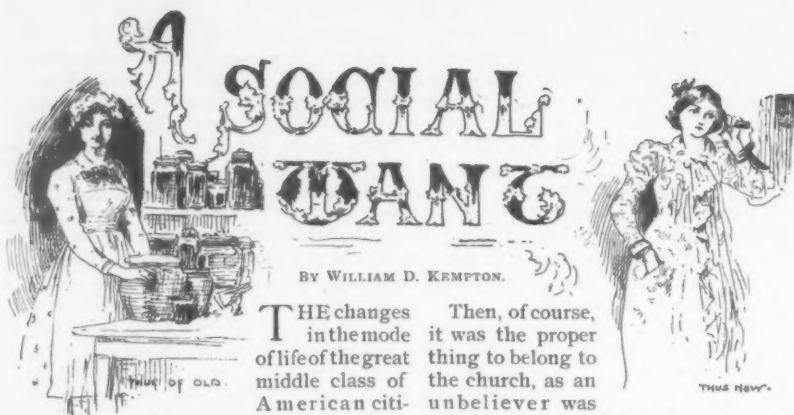 A SOCIAL
WANT
BY WILLIAM D. KEMPTON.
THE changes
in the mode
of life of the great
middle class of
American citi-
Then, of course,
it was the proper
thing to belong to
the church, as an
unbeliever was
THUS OF OLD.
THUS NOW.